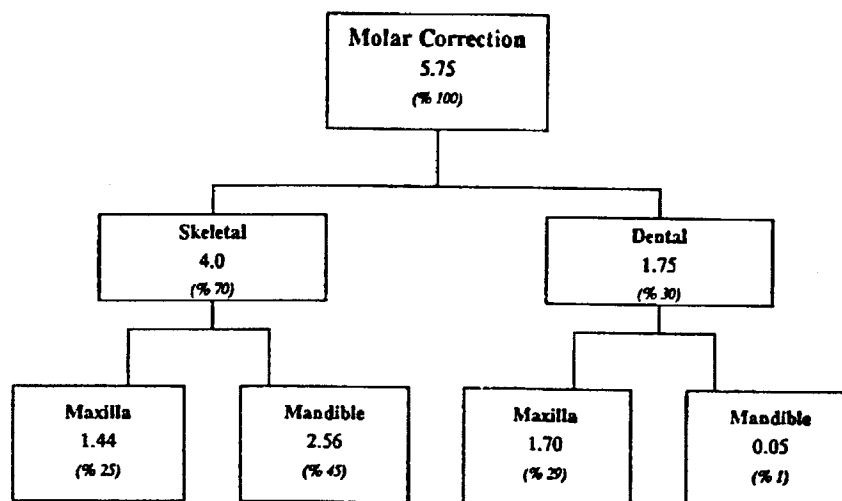 Molar Correction
5.75
(% 100)
Skeletal
4.0
(% 70)
Dental
1.75
(% 30)
Maxilla
1.44
(% 25)
Mandible
2.56
(% 45)
Maxilla
1.70
(% 29)
Mandible
0.05
(% 1)